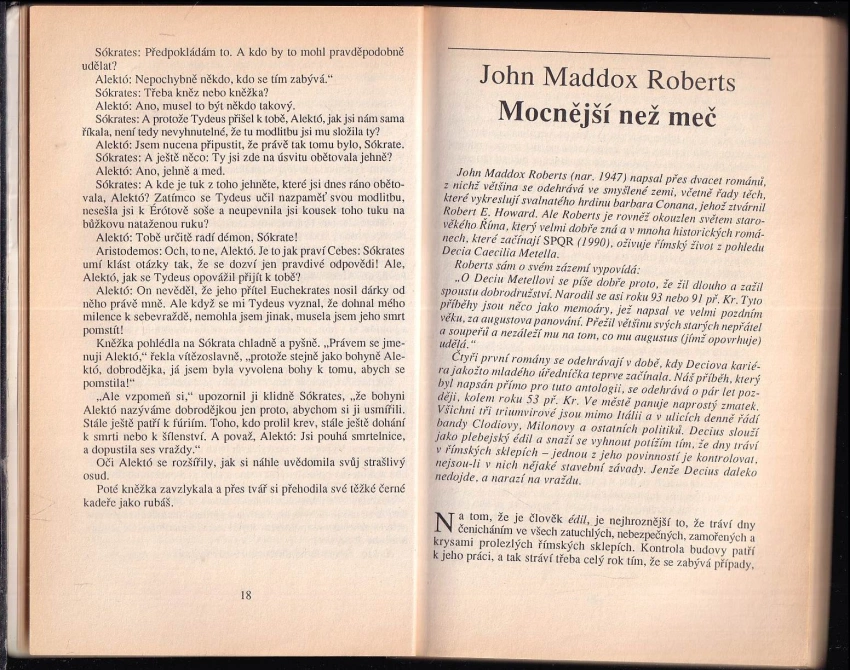 Sókrates: Předpokládám to. A kdo by to mohl pravděpodobně
udělat?
Alektó: Nepochybně někdo, kdo se tím zabývá.“
Sókrates: Třeba kněz nebo kněžka?
Alektó: Ano, musel to být někdo takový.
Sókrates: A protože Tydeus přišel k tobě, Alektó, jak jsi nám sama
říkala, není tedy nevyhnutelné, že tu modlitbu jsi mu složila ty?
Alektó: Jsem nucena připustit, že právě tak tomu bylo, Sókrate.
Sókrates: A ještě něco: Ty jsi zde na úsvitu obětovala jehně?
Alektó: Ano, jehně a med.
Sókrates: A kde je tuk z toho jehněte, které jsi dnes ráno oběto-
vala, Alektó? Zatímco se Tydeus učil nazpaměť svou modlitbu,
nesešla jsi k Érótově soše a neupevnila jsi kousek toho tuku na
bůžkovu nataženou ruku?
Alektó: Tobě určitě radí démon, Sókrate!
Aristodemos: Och, to ne, Alektó. Je to jak praví Cebes: Sókrates
umí klást otázky tak, že se dozví jen pravdivé odpovědi! Ale,
Alektó, jak se Tydeus opovážil přijít k tobě?
Alektó: On nevěděl, že jeho přítel Euchekrates nosil dárky od
něho právě mně. Ale když se mi Tydeus vyznal, že dohnal mého
milence k sebevraždě, nemohla jsem jinak, musela jsem jeho smrt
pomstít!
Kněžka pohlédla na Sókrata chladně a pyšně. „Právem se jme-
nuji Alektó,“ řekla vítězoslavně, „protože stejně jako bohyně Ale-
któ, dobrodějka, já jsem byla vyvolena bohy k tomu, abych se
pomstila!“
„Ale vzpomeň si,“ upozornil ji klidně Sókrates, „že bohyni
Alektó nazýváme dobrodějkou jen proto, abychom si ji usmířili.
Stále ještě patří k fúriím. Toho, kdo prolil krev, stále ještě dohání
k smrti nebo k šílenství. A považ, Alektó: Jsi pouhá smrtelnice,
a dopustila ses vraždy.“
Oči Alektó se rozšířily, jak si náhle uvědomila svůj strašlivý
osud.
Poté kněžka zavzlykala a přes tvář si přehodila své těžké černé
kadeře jako rubáš.
18
John Maddox Roberts
Mocnější než meč
John Maddox Roberts (nar. 1947) napsal přes dvacet románů,
z nichž většina se odehrává ve smyšlené zemi, včetně řady těch,
které vykreslují svalnatého hrdinu barbara Conana, jehož ztvárnil
Robert E. Howard. Ale Roberts je rovněž okouzlen světem staro-
věkého Říma, který velmi dobře zná a v mnoha historických romá-
nech, které začínají SPQR (1990), oživuje římský život z pohledu
Decia Caecilia Metella.
Roberts sám o svém zázemí vypovídá:
„O Deciu Metellovi se píše dobře proto, že žil dlouho a zažil
spoustu dobrodružství. Narodil se asi roku 93 nebo 91 př. Kr. Tyto
příběhy jsou něco jako memoáry, jež napsal ve velmi pozdním
věku, za augustova panování. Přežil většinu svých starých nepřátel
a soupeřů a nezáleží mu na tom, co mu augustus (jímž opovrhuje)
udělá.“
Čtyři první romány se odehrávají v době, kdy Deciova karié-
ra jakožto mladého úředníčka teprve začínala. Náš příběh, který
byl napsán přímo pro tuto antologii, se odehrává o pár let poz-
ději, kolem roku 53 př. Kr. Ve městě panuje naprostý zmatek.
Všichni tři triumvirové jsou mimo Itálii a v ulicích denně řádí
bandy Clodiovy, Milonovy a ostatních politiků. Decius slouží
jako plebejský édil a snaží se vyhnout potížím tím, že dny tráví
v římských sklepích – jednou z jeho povinností je kontrolovat,
nejsou-li v nich nějaké stavební závady. Jenže Decius daleko
nedojde, a narazí na vraždu.
Na tom, že je člověk édil, je nejhroznější to, že tráví dny
čenicháním ve všech zatuchlých, nebezpečných, zamořených a
krysami prolezlých římských sklepích. Kontrola budovy patří
k jeho práci, a tak stráví třeba celý rok tím, že se zabývá případy,